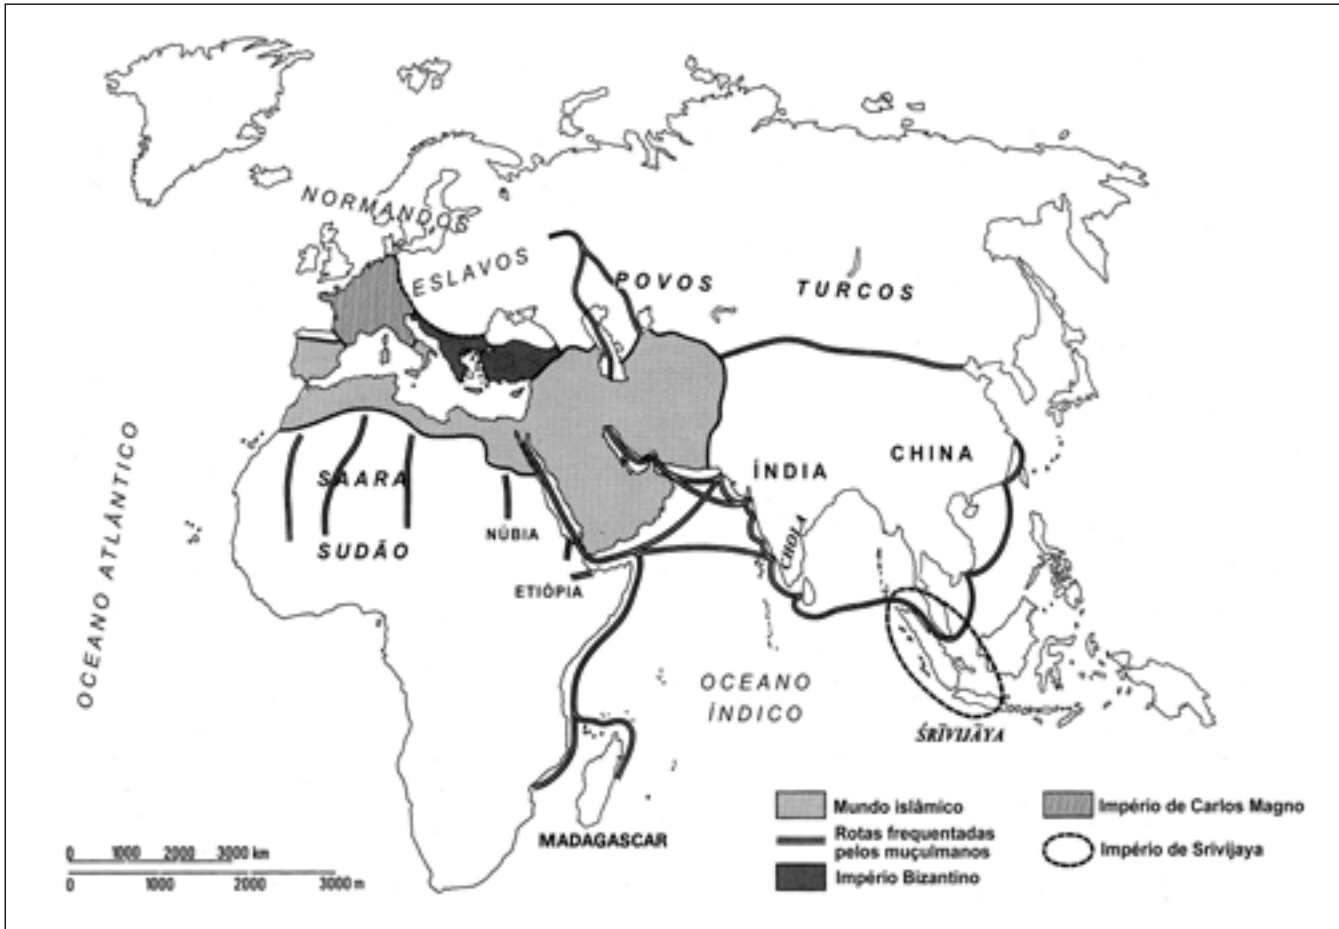 NORMANDOS
ESLAVOS
POVOS
TURCOS
OCEANO ATLÂNTICO
SAARA
SUDÃO
NÚBIA
ETIÓPIA
ÍNDIA
CHINA
CHOLA
OCEANO
ÍNDICO
ŚRĪVIJĀYA
MADAGASCAR
Mundo islâmico
Rotas frequentadas
pelos muçulmanos
Império Bizantino
Império de Carlos Magno
Império de Srivijaya
0 1000 2000 3000 km
0 1000 2000 3000 m